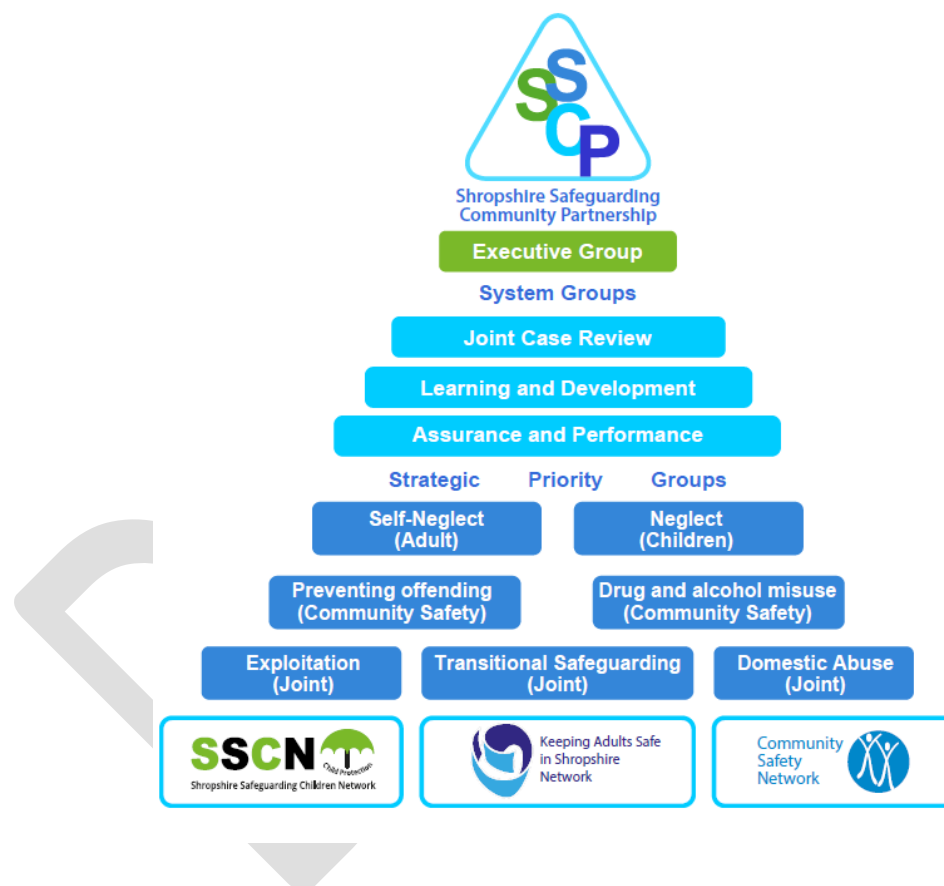 SSCP
Shropshire Safeguarding
Community Partnership
Executive Group
System Groups
Joint Case Review
Learning and Development
Assurance and Performance
Strategic Priority Groups
Self-Neglect
(Adult)
Neglect
(Children)
Preventing offending
(Community Safety)
Drug and alcohol misuse
(Community Safety)
Exploitation
(Joint)
Transitional Safeguarding
(Joint)
Domestic Abuse
(Joint)
SSCN
Child Protection
Shropshire Safeguarding Children Network
Keeping Adults Safe
in Shropshire
Network
Community
Safety
Network